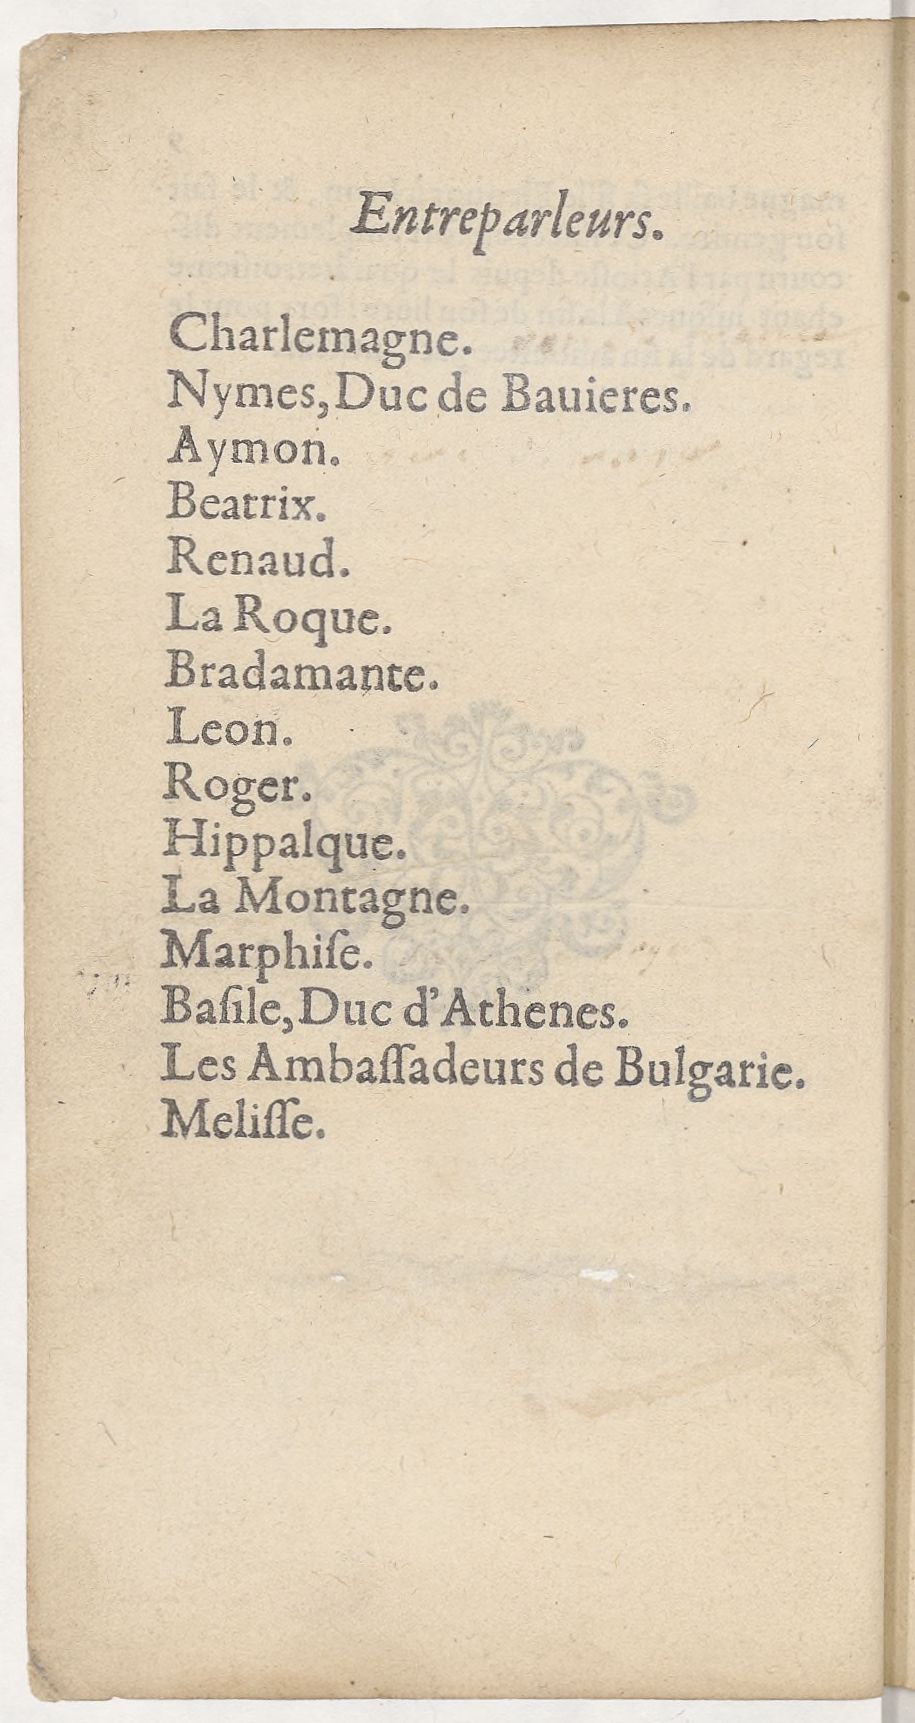 Entreparleurs.
Charlemagne.
Nymes, Duc de Bauieres.
Aymon.
Beatrix.
Renaud.
La Roque.
Bradamante.
Leon.
Roger.
Hippalque.
La Montagne.
Marphiſe.
Baſile, Duc d'Athenes.
Les Ambaſſadeurs de Bulgarie.
Meliſſe.